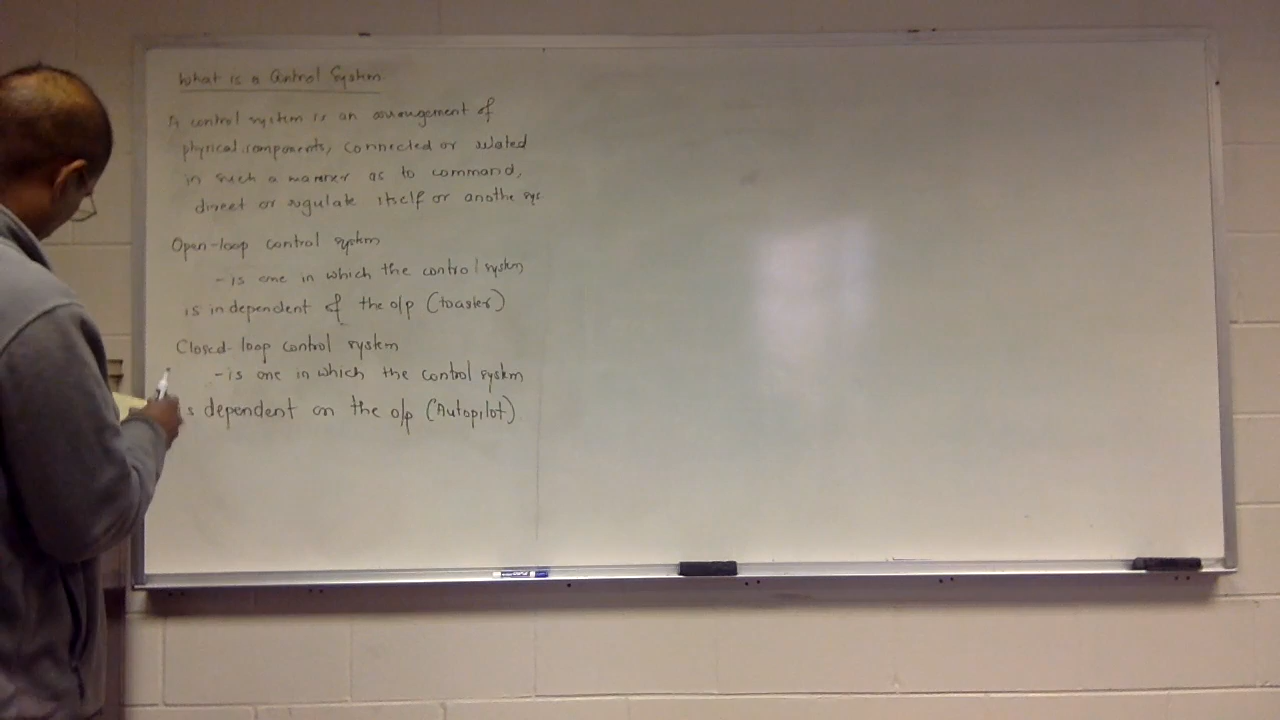 What is a Control System
A control system is an arrangement of
physical components, connected or related
in such a manner as to command,
direct or regulate itself or anothe sys.
Open-loop control system
- is one in which the control system
is independent of the o/p (toaster)
Closed-loop control system
- is one in which the control system
is dependent on the o/p (Autopilot)